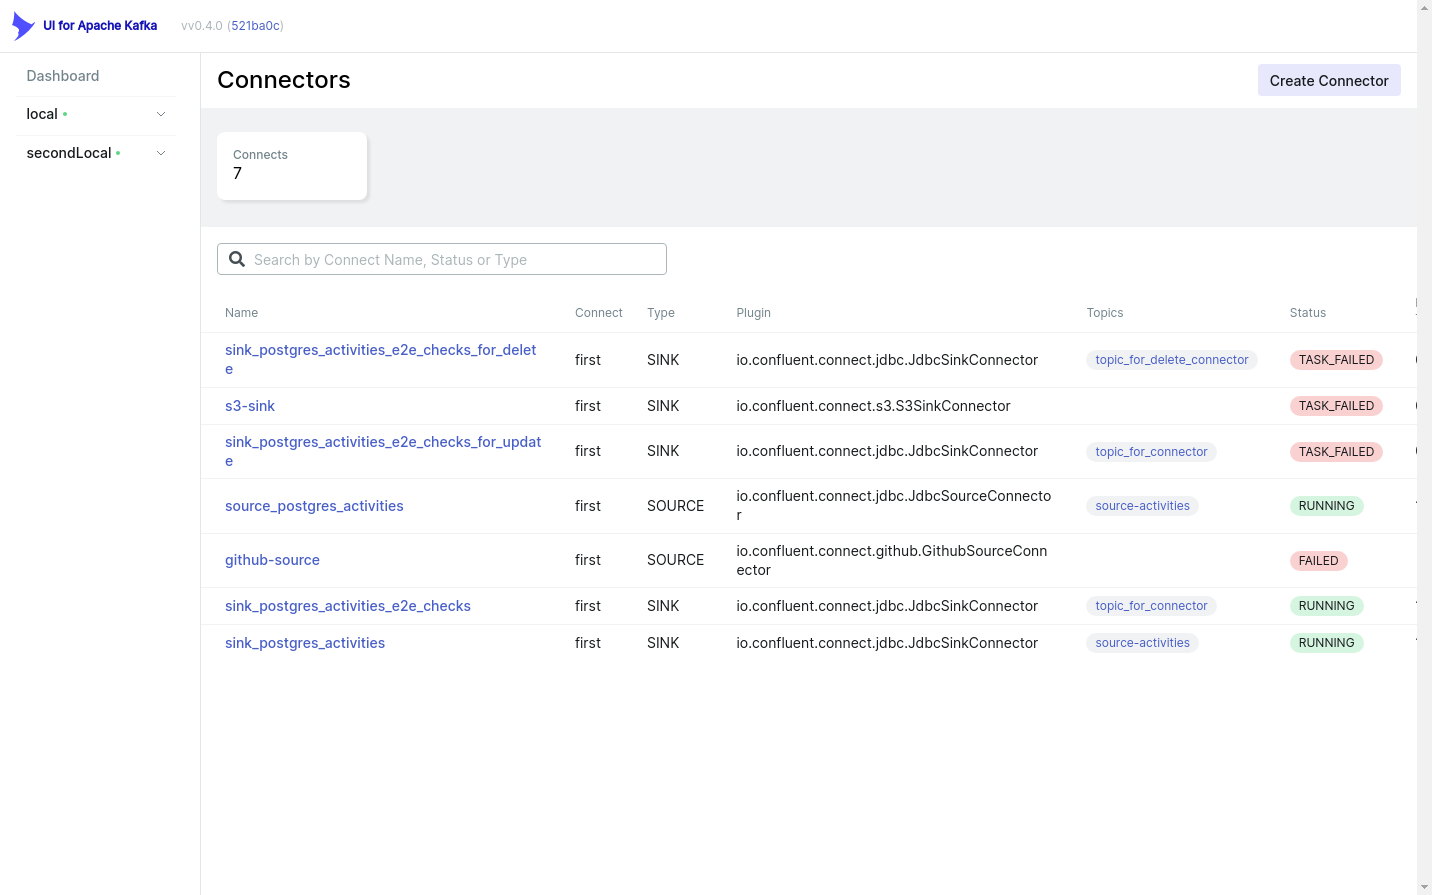 UI for Apache Kafka vv0.4.0 (521ba0c)
Dashboard
local
secondLocal
Connectors
Create Connector
Connects
7
Search by Connect Name, Status or Type
Name Connect Type Plugin Topics Status
sink_postgres_activities_e2e_checks_for_delet
e
first SINK io.confluent.connect.jdbc.JdbcSinkConnector topic_for_delete_connector TASK_FAILED
s3-sink first SINK io.confluent.connect.s3.S3SinkConnector TASK_FAILED
sink_postgres_activities_e2e_checks_for_updat
e
first SINK io.confluent.connect.jdbc.JdbcSinkConnector topic_for_connector TASK_FAILED
source_postgres_activities first SOURCE io.confluent.connect.jdbc.JdbcSourceConnecto
r
source-activities RUNNING
github-source first SOURCE io.confluent.connect.github.GithubSourceConn
ector
FAILED
sink_postgres_activities_e2e_checks first SINK io.confluent.connect.jdbc.JdbcSinkConnector topic_for_connector RUNNING
sink_postgres_activities first SINK io.confluent.connect.jdbc.JdbcSinkConnector source-activities RUNNING